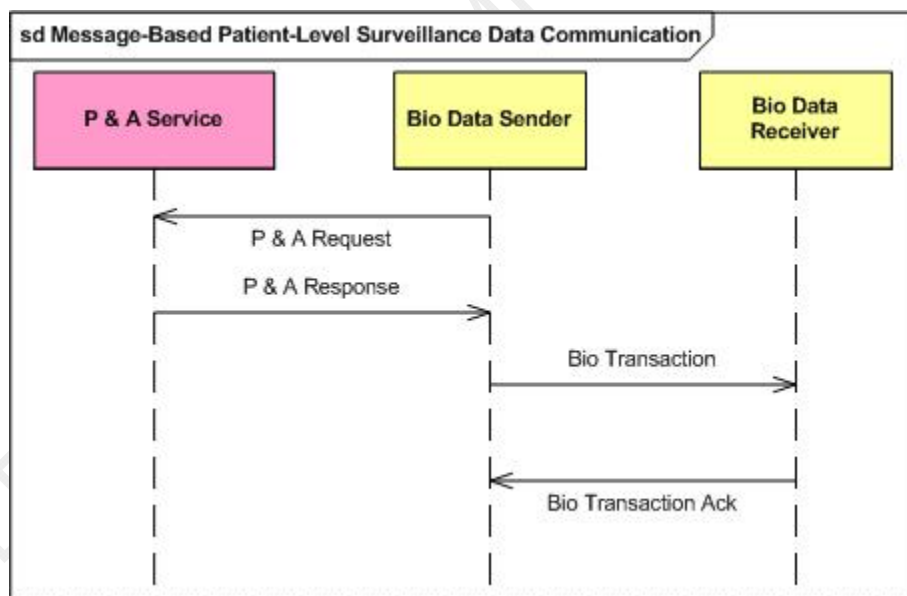 sd Message-Based Patient-Level Surveillance Data Communication
P & A Service
Bio Data Sender
Bio Data
Receiver
P & A Request
P & A Response
Bio Transaction
Bio Transaction Ack